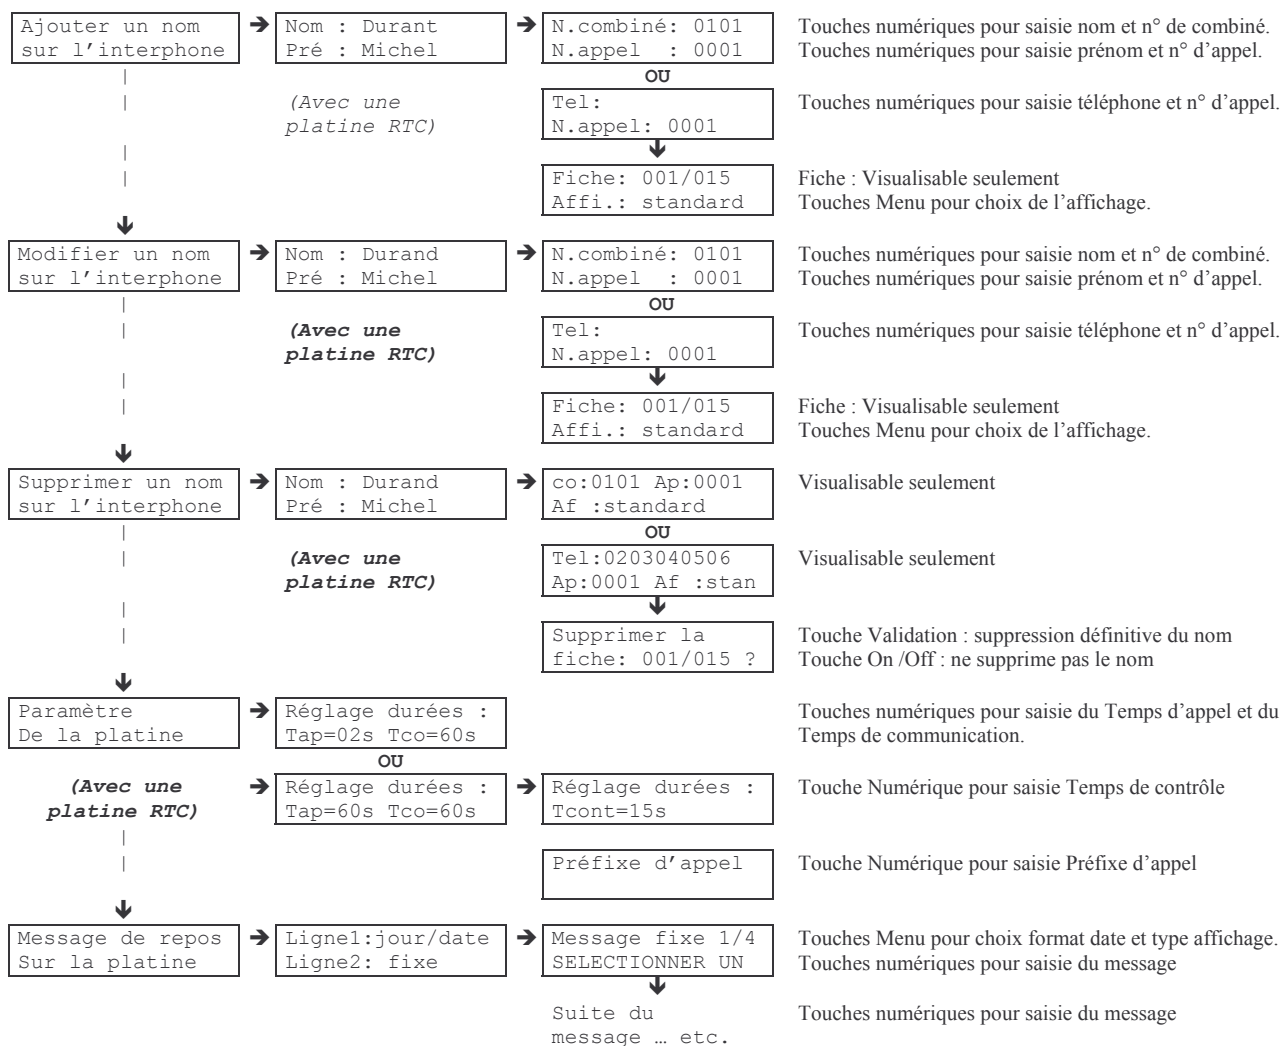 Ajouter un nom
sur l'interphone
Nom : Durant
Pré : Michel
N.combiné: 0101
N.appel  : 0001
Touches numériques pour saisie nom et n° de combiné.
Touches numériques pour saisie prénom et n° d'appel.
OU
(Avec une
platine RTC)
Tel:
N.appel: 0001
Touches numériques pour saisie téléphone et n° d'appel.
Fiche: 001/015
Affi.: standard
Fiche : Visualisable seulement
Touches Menu pour choix de l'affichage.
Modifier un nom
sur l'interphone
Nom : Durand
Pré : Michel
N.combiné: 0101
N.appel  : 0001
Touches numériques pour saisie nom et n° de combiné.
Touches numériques pour saisie prénom et n° d'appel.
OU
(Avec une
platine RTC)
Tel:
N.appel: 0001
Touches numériques pour saisie téléphone et n° d'appel.
Fiche: 001/015
Affi.: standard
Fiche : Visualisable seulement
Touches Menu pour choix de l'affichage.
Supprimer un nom
sur l'interphone
Nom : Durand
Pré : Michel
co:0101 Ap:0001
Af :standard
Visualisable seulement
OU
(Avec une
platine RTC)
Tel:0203040506
Ap:0001 Af :stan
Visualisable seulement
Supprimer la
fiche: 001/015 ?
Touche Validation : suppression définitive du nom
Touche On /Off : ne supprime pas le nom
Paramètre
De la platine
Réglage durées :
Tap=02s Tco=60s
Touches numériques pour saisie du Temps d'appel et du
Temps de communication.
OU
(Avec une
platine RTC)
Réglage durées :
Tap=60s Tco=60s
Réglage durées :
Tcont=15s
Touche Numérique pour saisie Temps de contrôle
Préfixe d'appel
Touche Numérique pour saisie Préfixe d'appel
Message de repos
Sur la platine
Ligne1:jour/date
Ligne2: fixe
Message fixe 1/4
SELECTIONNER UN
Touches Menu pour choix format date et type affichage.
Touches numériques pour saisie du message
Suite du
message … etc.
Touches numériques pour saisie du message